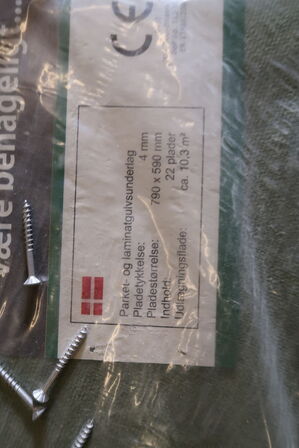 være behageligt...
CE
Parket- og laminatgulvsunderlag
Pladetykkelse: 4 mm
Pladestørrelse: 790 x 590 mm
Indhold: 22 plader
Udlægningsflade: ca. 10,3 m²